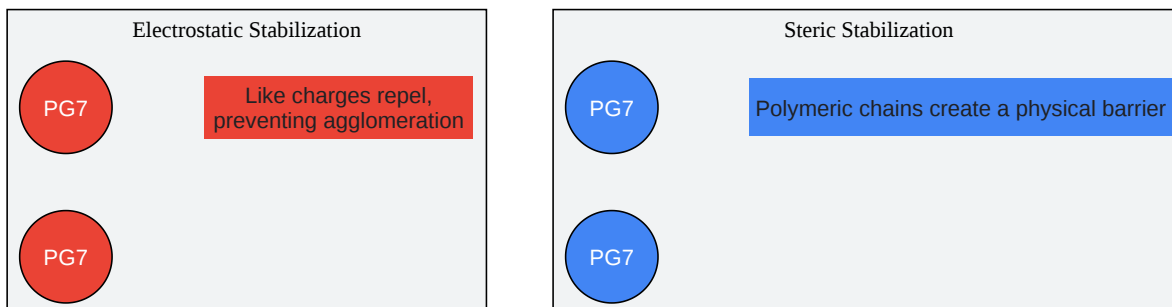 Electrostatic Stabilization
PG7
Like charges repel,
preventing agglomeration
PG7
Steric Stabilization
PG7
Polymeric chains create a physical barrier
PG7